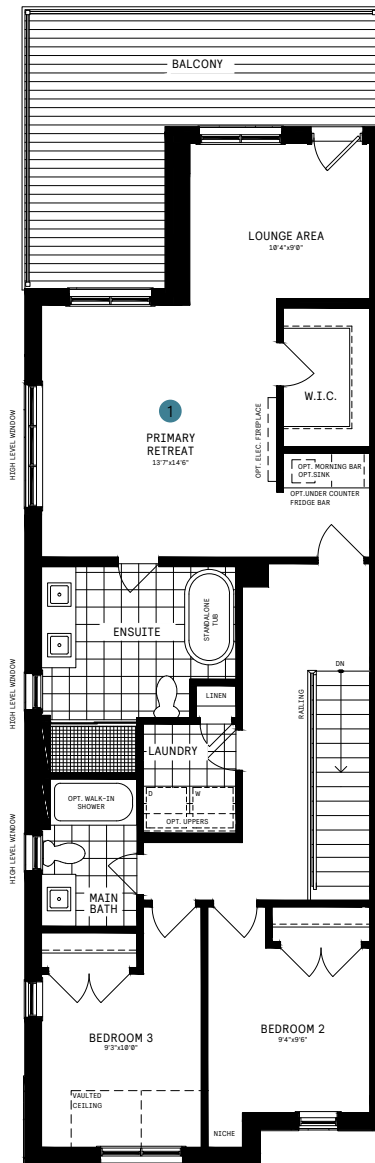 BALCONY
LOUNGE AREA
10'4"x9'0"
HIGH LEVEL WINDOW
1
PRIMARY
RETREAT
13'7"x14'6"
OPT. ELEC. FIREPLACE
W.I.C.
OPT. MORNING BAR
OPT.SINK
OPT.UNDER COUNTER
FRIDGE BAR
ENSUITE
STANDALONE
TUB
HIGH LEVEL WINDOW
LINEN
LAUNDRY
D
W
OPT. UPPERS
RAILING
DN
OPT. WALK-IN
SHOWER
HIGH LEVEL WINDOW
MAIN
BATH
BEDROOM 3
9'3"x10'0"
BEDROOM 2
9'4"x9'6"
VAULTED
CEILING
NICHE